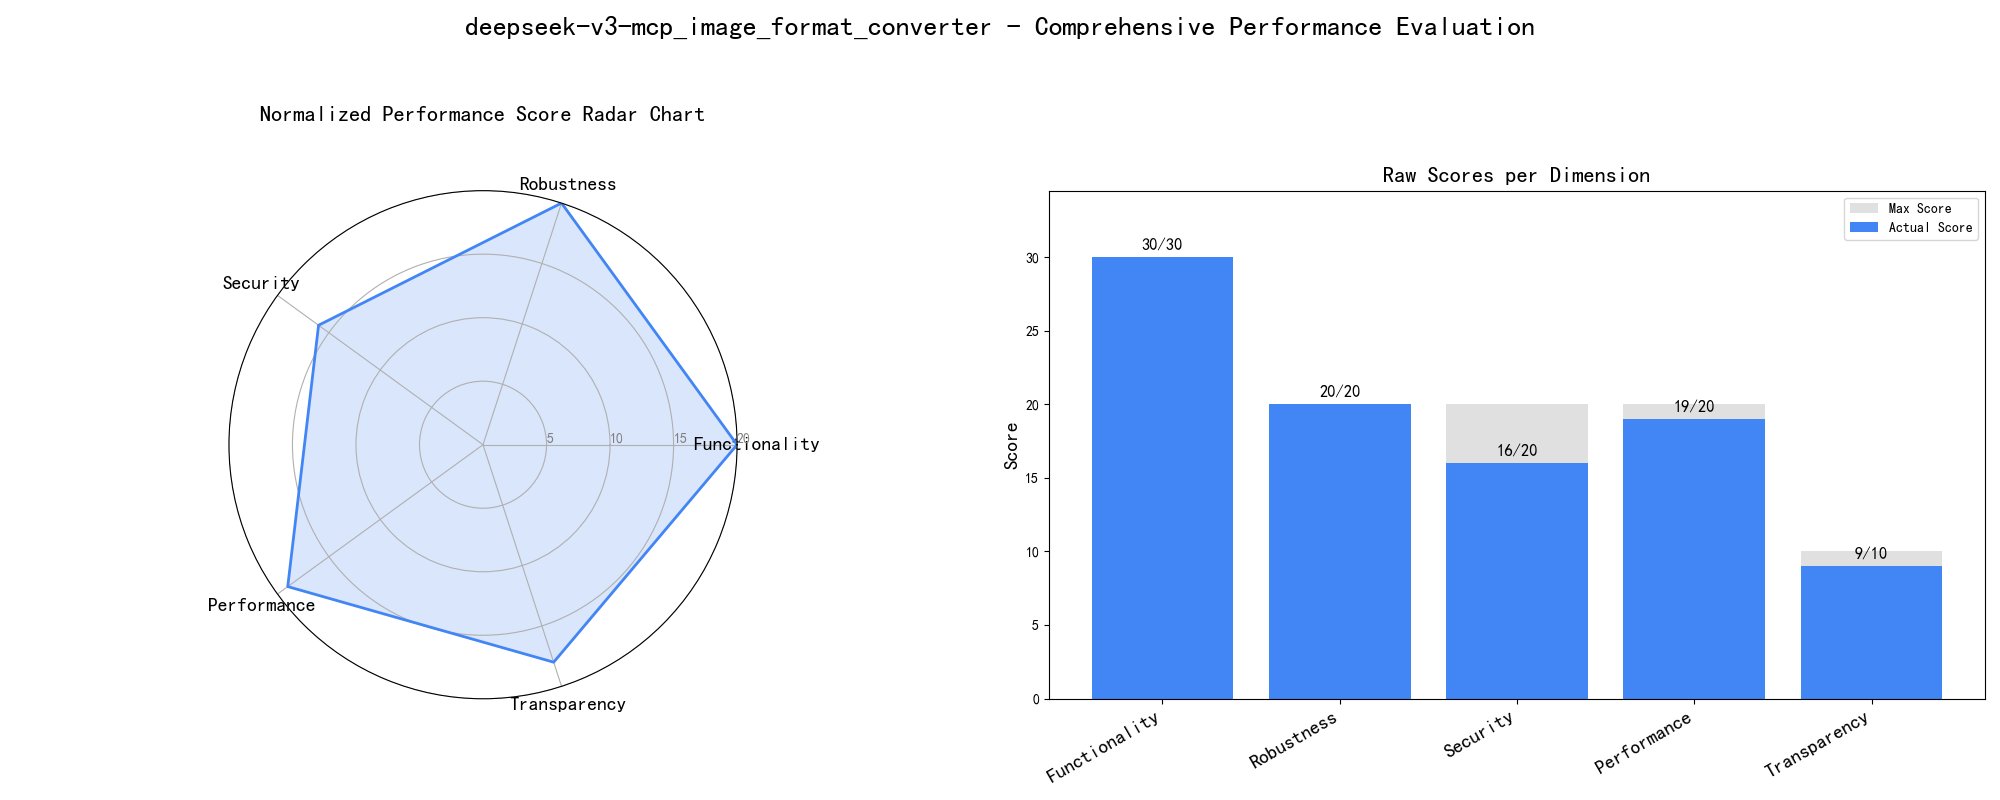 deepseek-v3-mcp_image_format_converter - Comprehensive Performance Evaluation
Normalized Performance Score Radar Chart
Robustness
Security
Functionality
5
10
15
20
Performance
Transparency
Raw Scores per Dimension
Max Score
Actual Score
30/30
20/20
16/20
19/20
9/10
Score
30
25
20
15
10
5
0
Functionality
Robustness
Security
Performance
Transparency